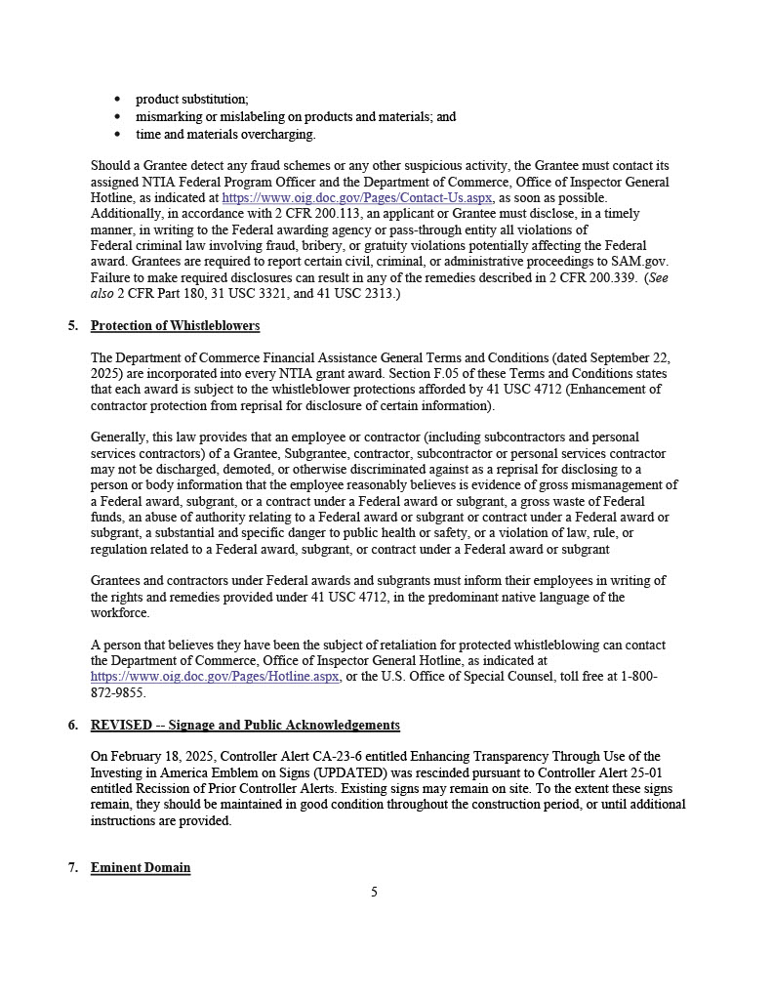 • product substitution;
• mismarking or mislabeling on products and materials; and
• time and materials overcharging.
Should a Grantee detect any fraud schemes or any other suspicious activity, the Grantee must contact its
assigned NTIA Federal Program Officer and the Department of Commerce, Office of Inspector General
Hotline, as indicated at https://www.oig.doc.gov/Pages/Contact-Us.aspx, as soon as possible.
Additionally, in accordance with 2 CFR 200.113, an applicant or Grantee must disclose, in a timely
manner, in writing to the Federal awarding agency or pass-through entity all violations of
Federal criminal law involving fraud, bribery, or gratuity violations potentially affecting the Federal
award. Grantees are required to report certain civil, criminal, or administrative proceedings to SAM.gov.
Failure to make required disclosures can result in any of the remedies described in 2 CFR 200.339. (See
also 2 CFR Part 180, 31 USC 3321, and 41 USC 2313.)
5. Protection of Whistleblowers
The Department of Commerce Financial Assistance General Terms and Conditions (dated September 22,
2025) are incorporated into every NTIA grant award. Section F.05 of these Terms and Conditions states
that each award is subject to the whistleblower protections afforded by 41 USC 4712 (Enhancement of
contractor protection from reprisal for disclosure of certain information).
Generally, this law provides that an employee or contractor (including subcontractors and personal
services contractors) of a Grantee, Subgrantee, contractor, subcontractor or personal services contractor
may not be discharged, demoted, or otherwise discriminated against as a reprisal for disclosing to a
person or body information that the employee reasonably believes is evidence of gross mismanagement of
a Federal award, subgrant, or a contract under a Federal award or subgrant, a gross waste of Federal
funds, an abuse of authority relating to a Federal award or subgrant or contract under a Federal award or
subgrant, a substantial and specific danger to public health or safety, or a violation of law, rule, or
regulation related to a Federal award, subgrant, or contract under a Federal award or subgrant
Grantees and contractors under Federal awards and subgrants must inform their employees in writing of
the rights and remedies provided under 41 USC 4712, in the predominant native language of the
workforce.
A person that believes they have been the subject of retaliation for protected whistleblowing can contact
the Department of Commerce, Office of Inspector General Hotline, as indicated at
https://www.oig.doc.gov/Pages/Hotline.aspx, or the U.S. Office of Special Counsel, toll free at 1-800-
872-9855.
6. REVISED -- Signage and Public Acknowledgements
On February 18, 2025, Controller Alert CA-23-6 entitled Enhancing Transparency Through Use of the
Investing in America Emblem on Signs (UPDATED) was rescinded pursuant to Controller Alert 25-01
entitled Recission of Prior Controller Alerts. Existing signs may remain on site. To the extent these signs
remain, they should be maintained in good condition throughout the construction period, or until additional
instructions are provided.
7. Eminent Domain
5